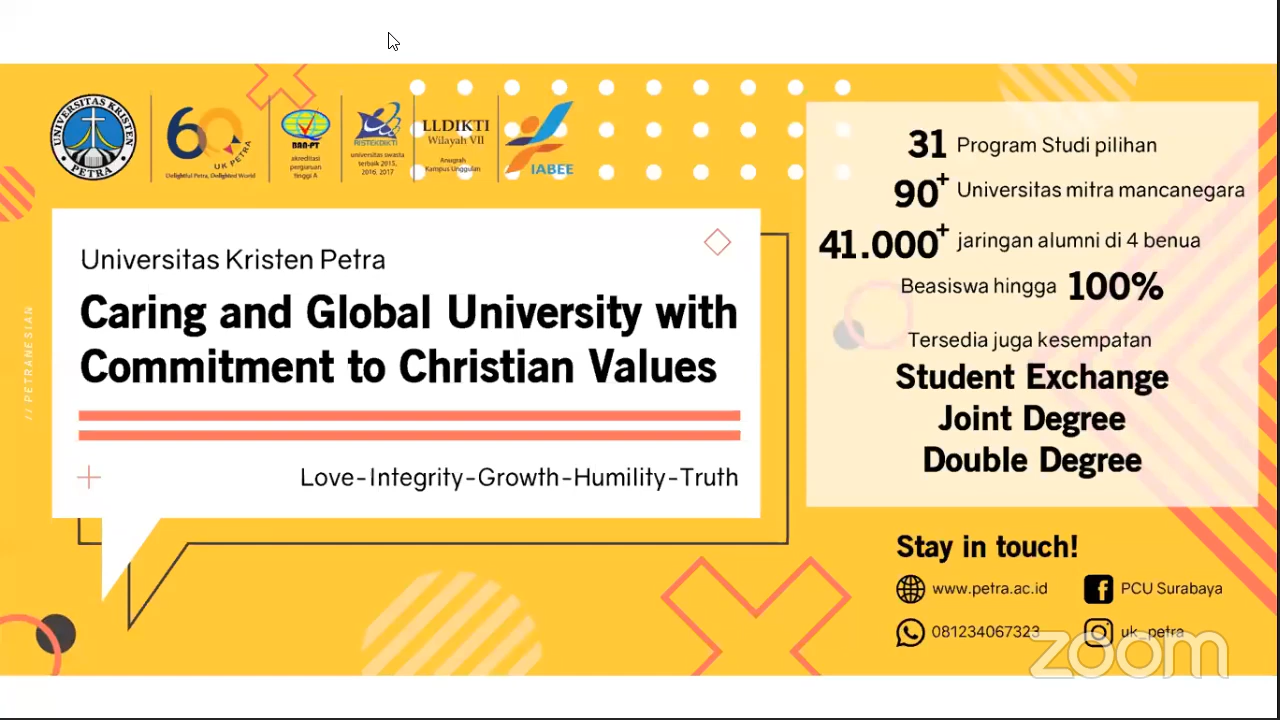 UNIVERSITAS KRISTEN
PETRA
60
UK PETRA
Delightful Petra, Delighted World
BAN-PT
akreditasi
perguruan
tinggi A
RISTEKDIKTI
universitas swasta
terbaik 2015,
2016, 2017
LLDIKTI
Wilayah VII
Anugrah
Kampus Unggulan
IABEE
Universitas Kristen Petra
Caring and Global University with
Commitment to Christian Values
Love-Integrity-Growth-Humility-Truth
// PETRANESIAN
31 Program Studi pilihan
90+ Universitas mitra mancanegara
41.000+ jaringan alumni di 4 benua
Beasiswa hingga 100%
Tersedia juga kesempatan
Student Exchange
Joint Degree
Double Degree
Stay in touch!
www.petra.ac.id PCU Surabaya
081234067323 uk_petra
zoom